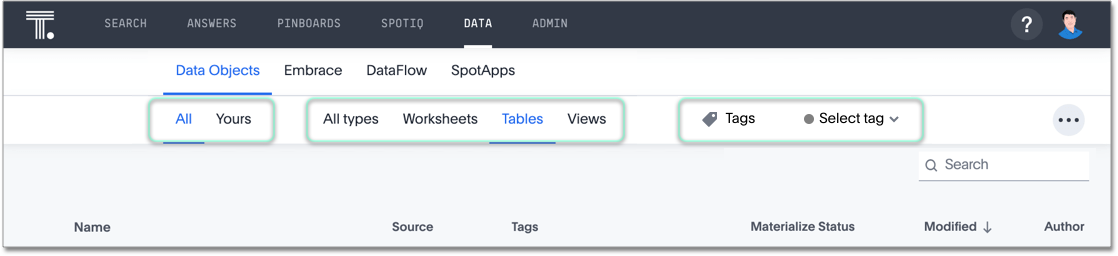 T. SEARCH ANSWERS PINBOARDS SPOTIQ DATA ADMIN ?
Data Objects Embrace DataFlow SpotApps
All Yours All types Worksheets Tables Views Tags Select tag
Search
Name Source Tags Materialize Status Modified ↓ Author